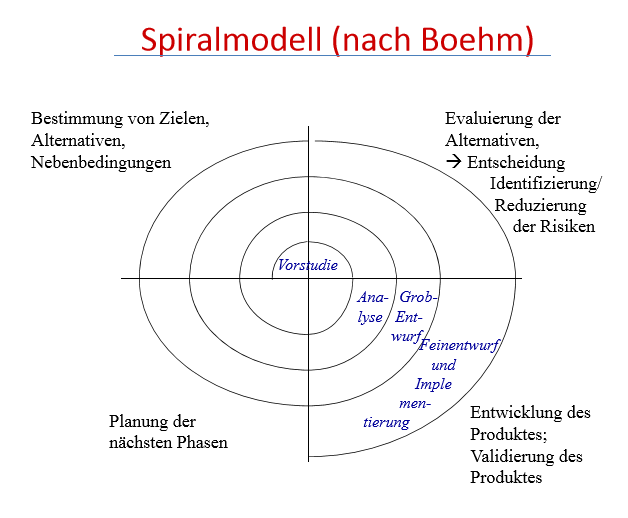 Spiralmodell (nach Boehm)
Bestimmung von Zielen,
Alternativen,
Nebenbedingungen
Evaluierung der
Alternativen,
→ Entscheidung
Identifizierung/
Reduzierung
der Risiken
Vorstudie
Ana-
lyse
Grob-
Ent-
wurf
Feinentwurf
und
Imple
men-
tierung
Planung der
nächsten Phasen
Entwicklung des
Produktes;
Validierung des
Produktes